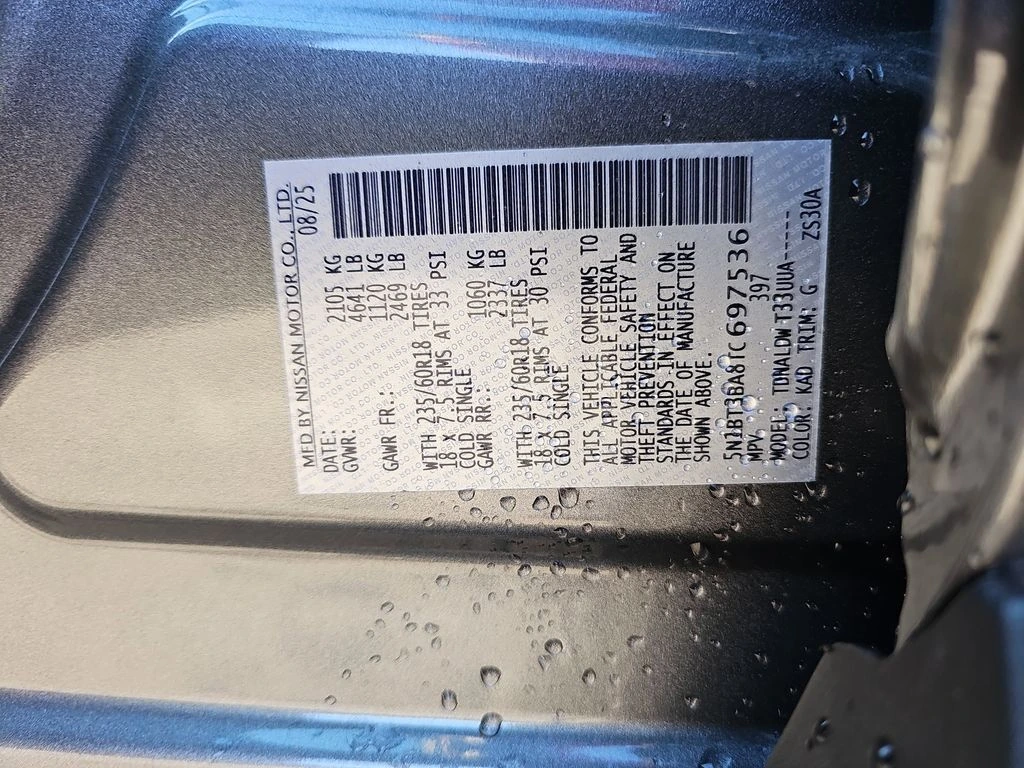 MFD BY NISSAN MOTOR CO., LTD.
DATE: 08/25
GVWR: 2105 KG
4641 LB
GAWR FR.: 1120 KG
2469 LB
WITH 235/60R18 TIRES
18 X 7.5 RIMS AT 33 PSI
COLD SINGLE
GAWR RR.: 1060 KG
2337 LB
WITH 235/60R18 TIRES
18 X 7.5 RIMS AT 30 PSI
COLD SINGLE
THIS VEHICLE CONFORMS TO
ALL APPLICABLE FEDERAL
MOTOR VEHICLE SAFETY AND
THEFT PREVENTION
STANDARDS IN EFFECT ON
THE DATE OF MANUFACTURE
SHOWN ABOVE.
5N1BT3BA8TC697536
MPV 397
MODEL: TDNALDW T33UUA-----
COLOR: KAD TRIM: G ZS30A